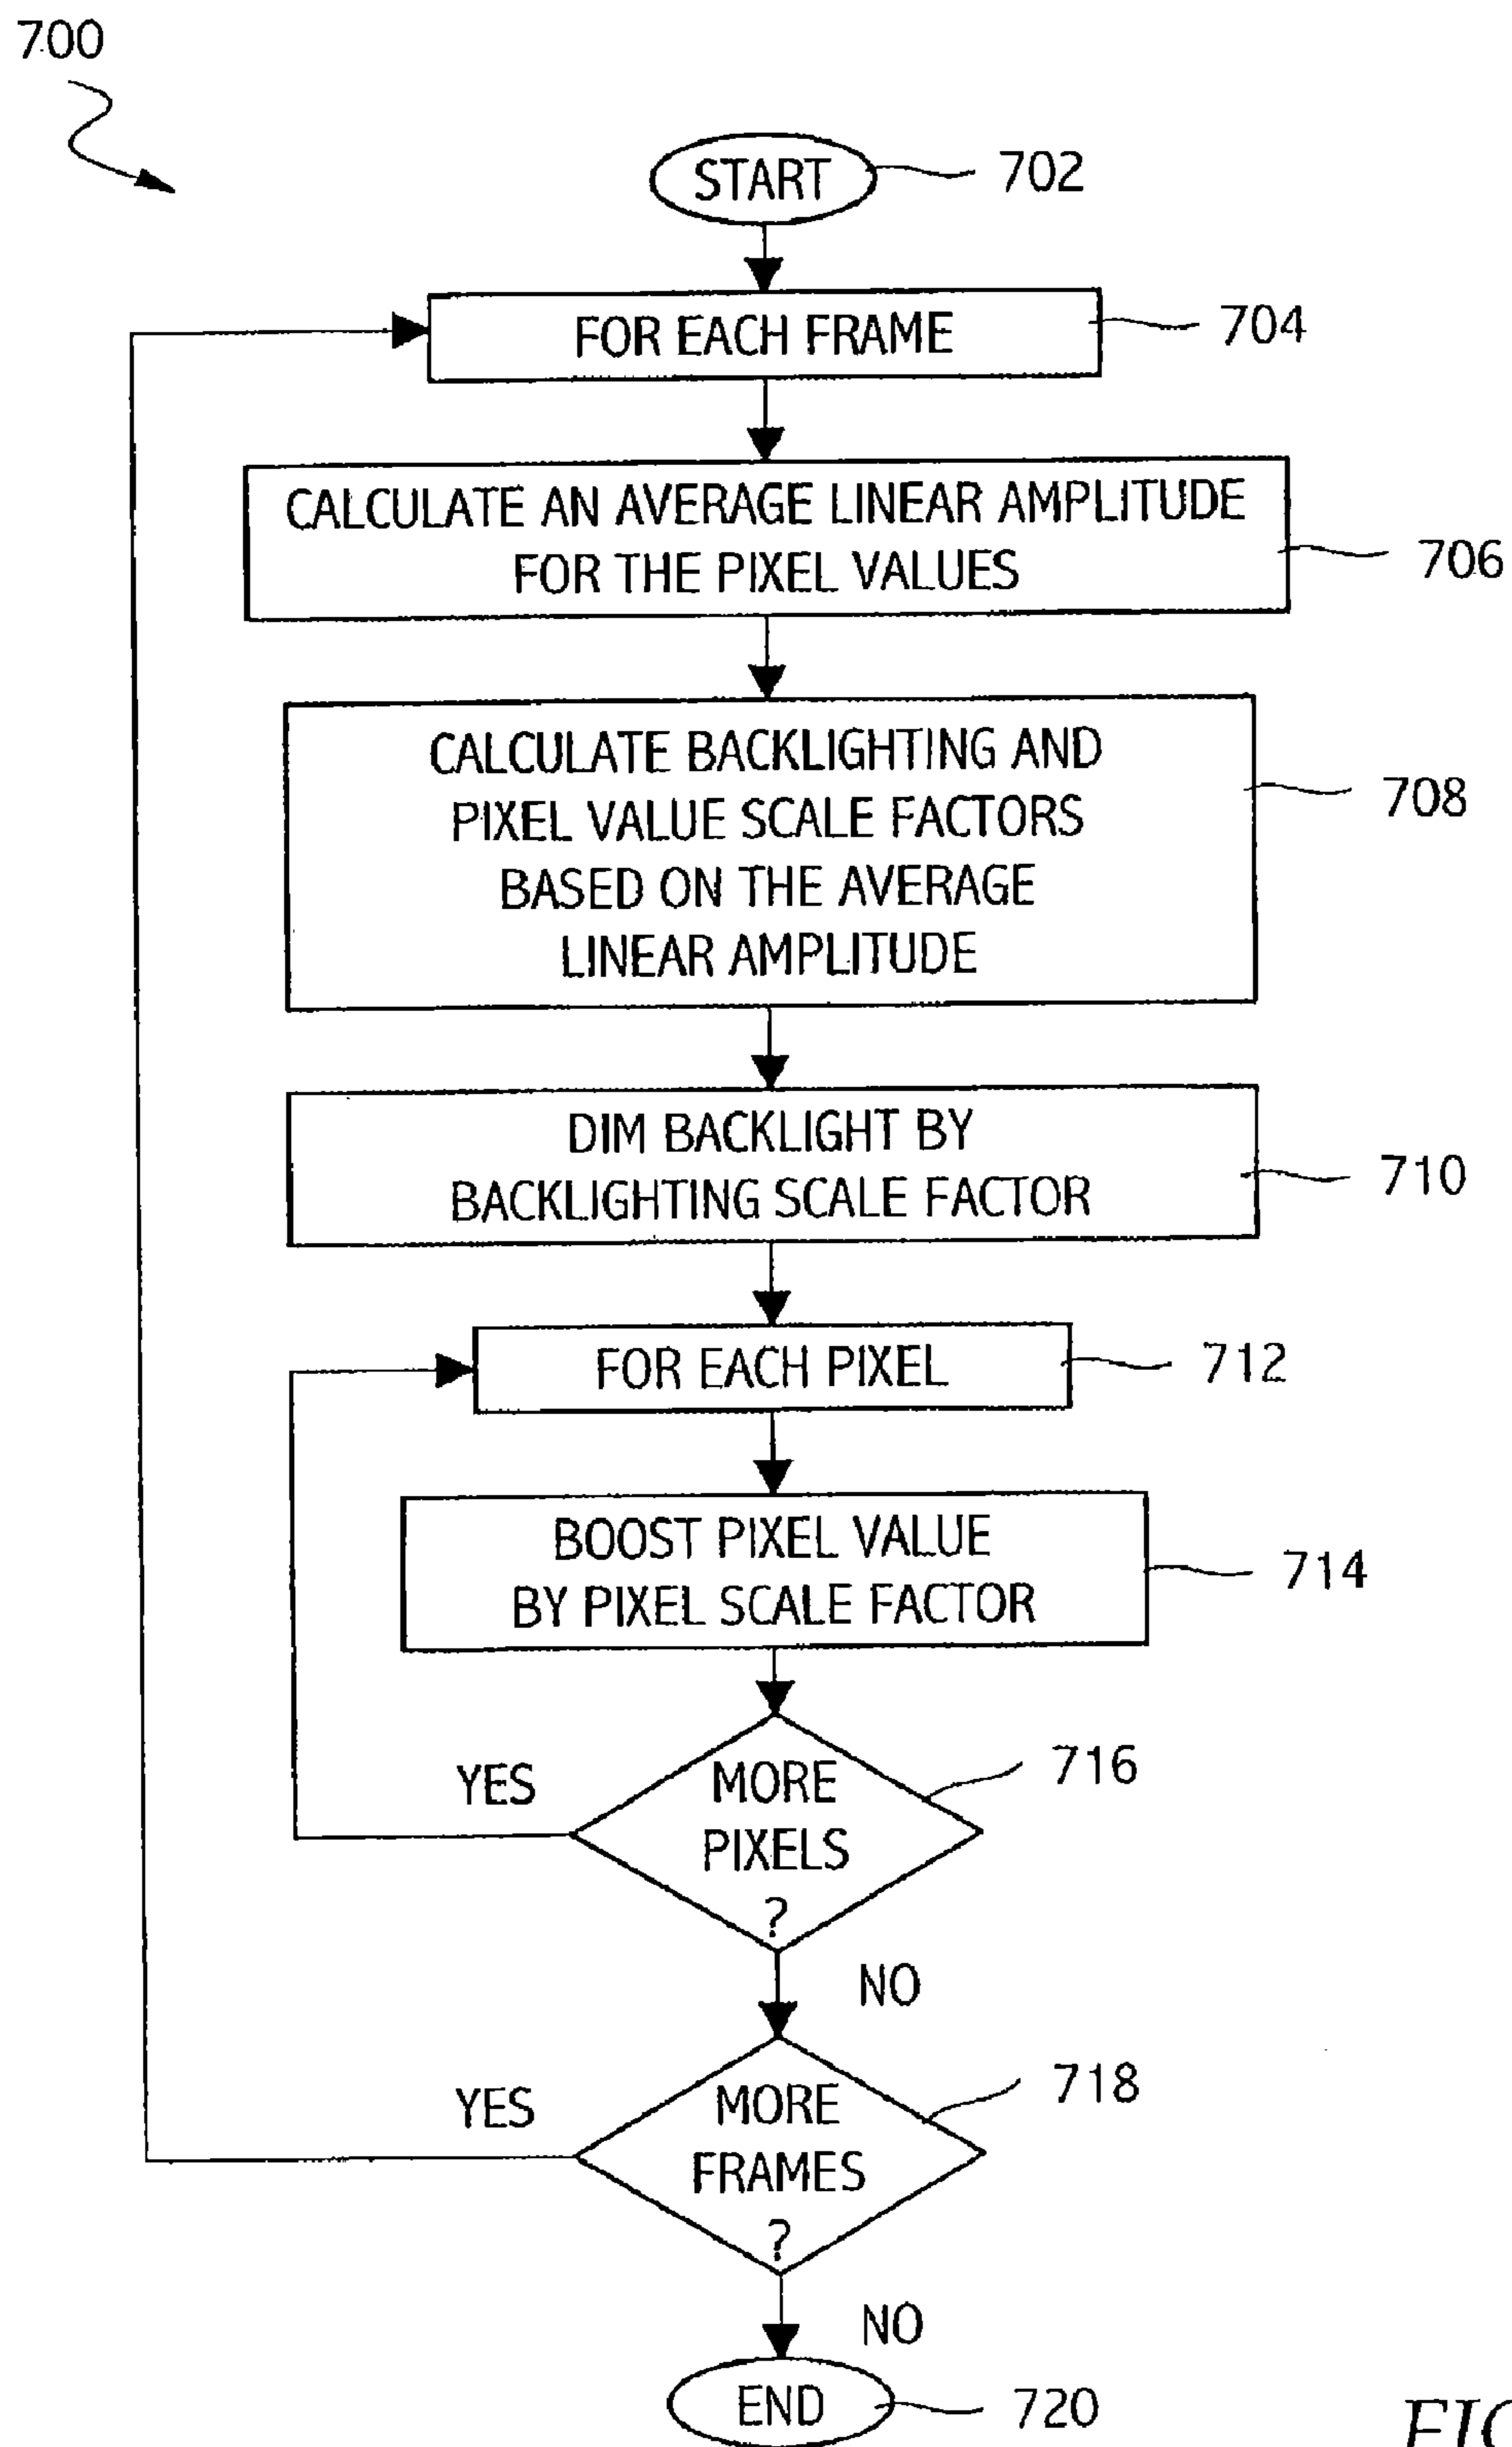 700
START
702
FOR EACH FRAME
704
CALCULATE AN AVERAGE LINEAR AMPLITUDE
FOR THE PIXEL VALUES
706
CALCULATE BACKLIGHTING AND
PIXEL VALUE SCALE FACTORS
BASED ON THE AVERAGE
LINEAR AMPLITUDE
708
DIM BACKLIGHT BY
BACKLIGHTING SCALE FACTOR
710
FOR EACH PIXEL
712
BOOST PIXEL VALUE
BY PIXEL SCALE FACTOR
714
MORE
PIXELS
?
716
YES
NO
MORE
FRAMES
?
718
YES
NO
END
720